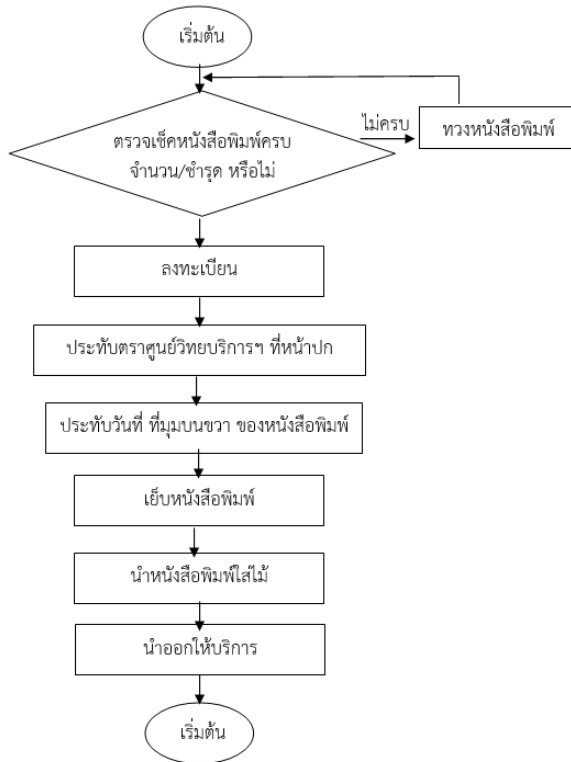 เริ่มต้น
ตรวจเช็คหนังสือพิมพ์ครบ
จำนวน/ชำรุด หรือไม่
ไม่ครบ
ทวงหนังสือพิมพ์
ลงทะเบียน
ประทับตราศูนย์วิทยบริการฯ ที่หน้าปก
ประทับวันที่ ที่มุมบนขวา ของหนังสือพิมพ์
เย็บหนังสือพิมพ์
นำหนังสือพิมพ์ใส่ไม้
นำออกให้บริการ
เริ่มต้น